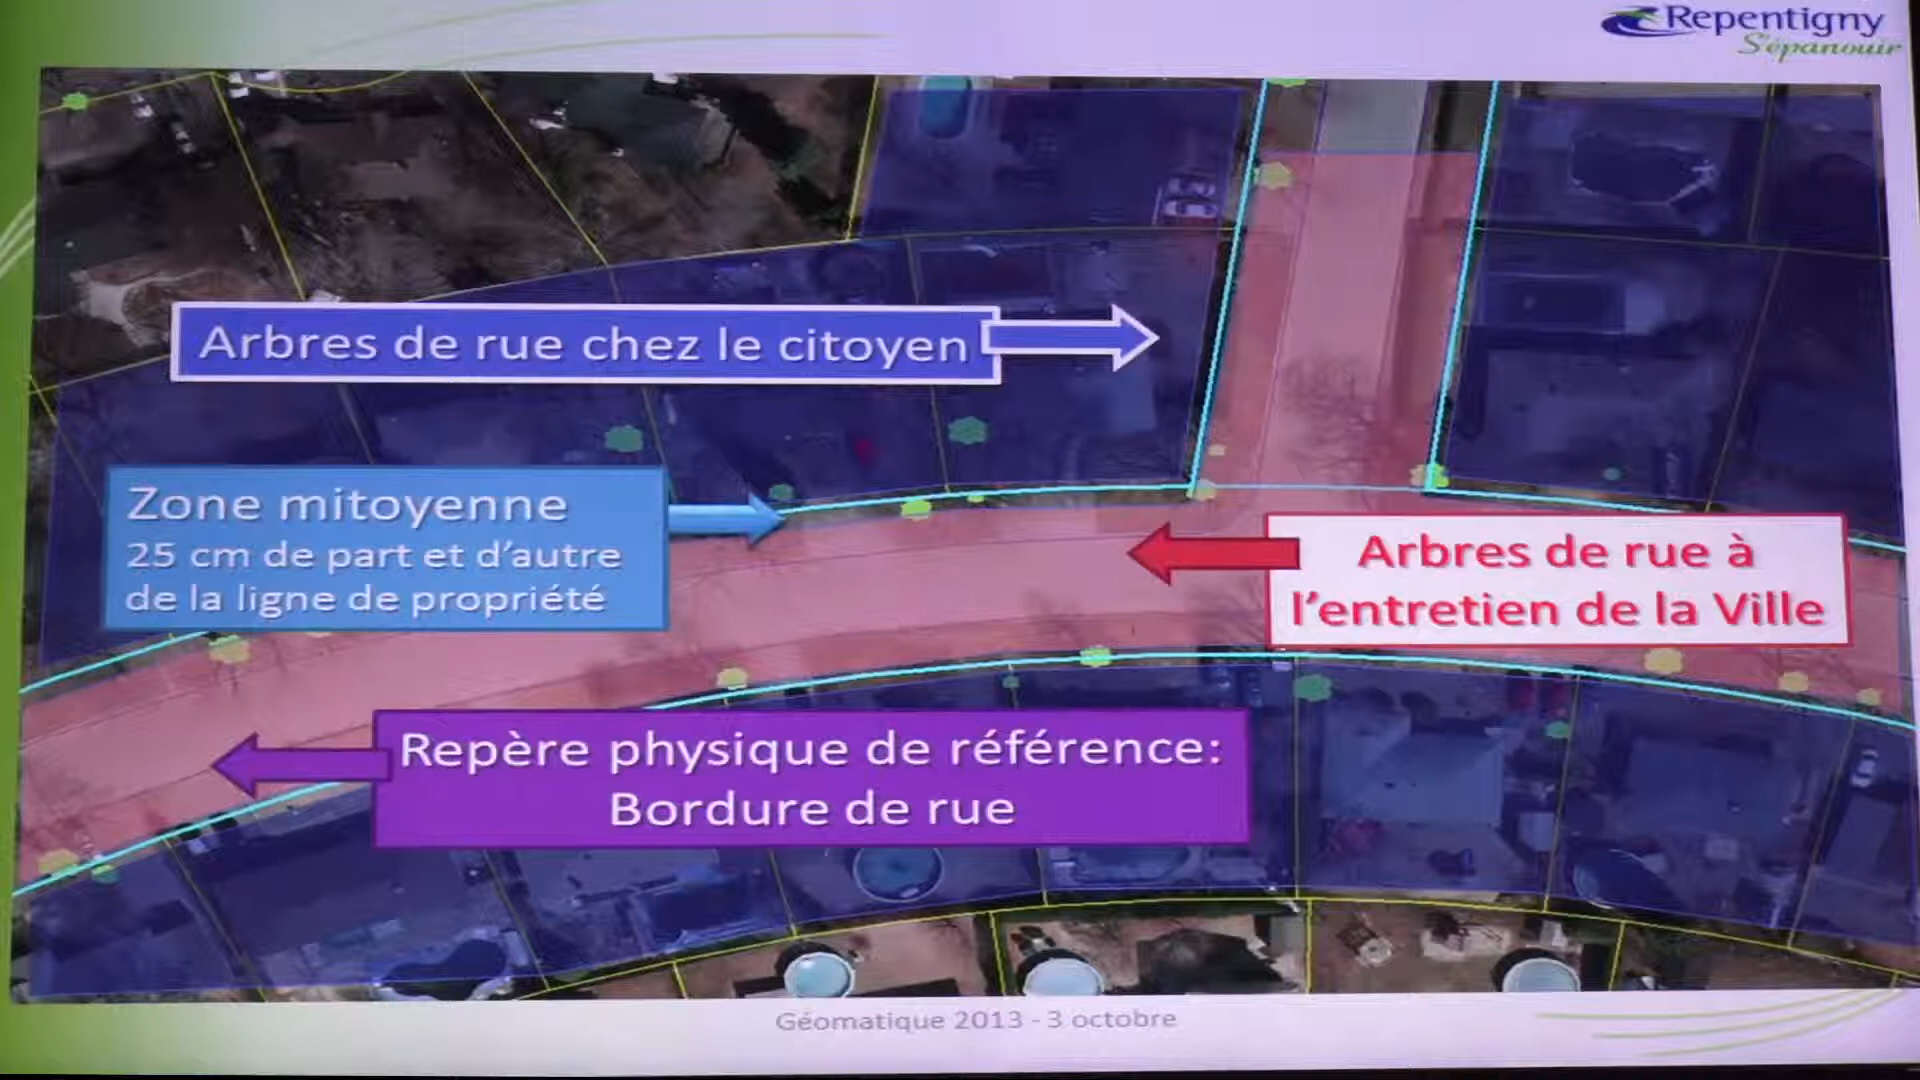 Repentigny
S'épanouir
Arbres de rue chez le citoyen
Zone mitoyenne
25 cm de part et d'autre
de la ligne de propriété
Arbres de rue à
l'entretien de la Ville
Repère physique de référence:
Bordure de rue
Géomatique 2013 - 3 octobre